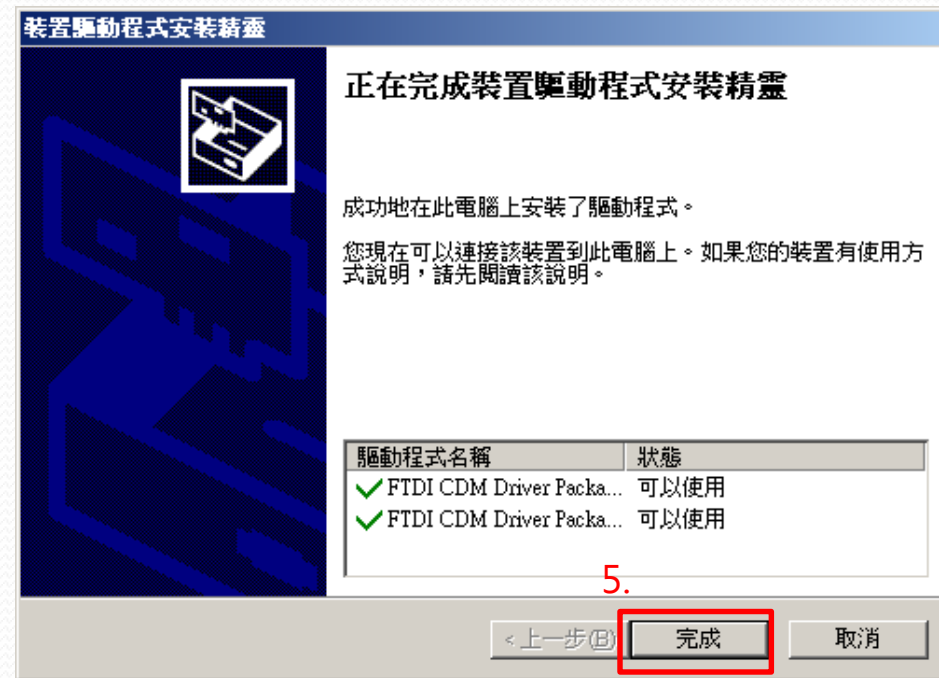 裝置驅動程式安裝精靈
正在完成裝置驅動程式安裝精靈
成功地在此電腦上安裝了驅動程式。
您現在可以連接該裝置到此電腦上。如果您的裝置有使用方
式說明，請先閱讀該說明。
驅動程式名稱 狀態
FTDI CDM Driver Packa... 可以使用
FTDI CDM Driver Packa... 可以使用
5.
<上一步(B) 完成 取消